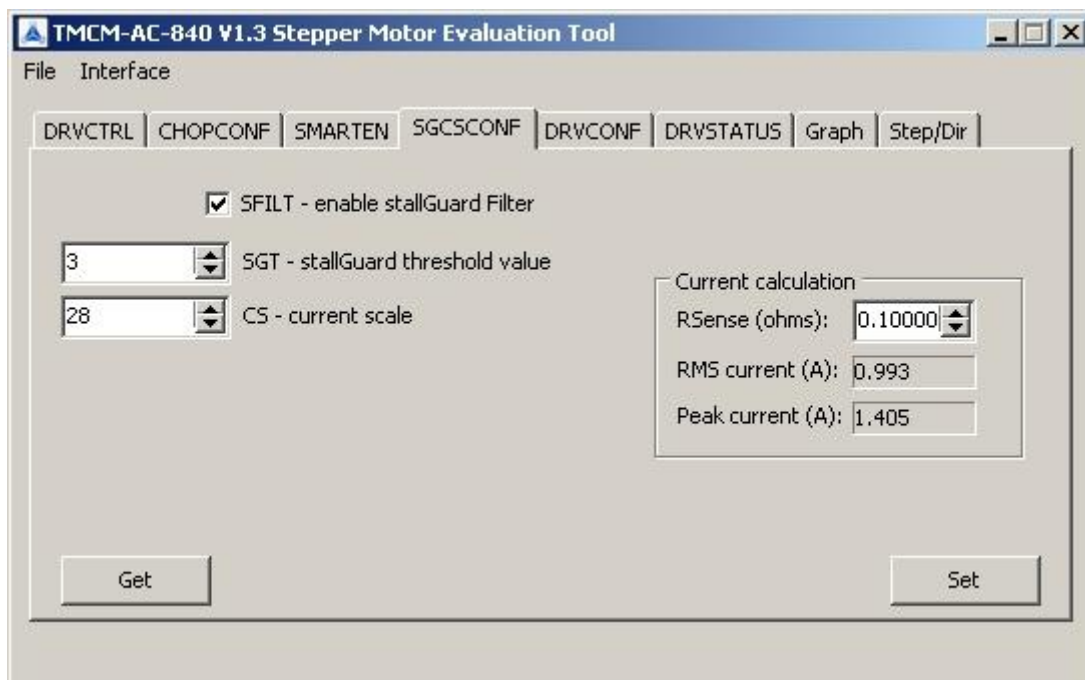 TMCM-AC-840 V1.3 Stepper Motor Evaluation Tool
File Interface
DRVCTRL CHOPCONF SMARTEN SGCSCONF DRVCONF DRVSTATUS Graph Step/Dir
SFILT - enable stallGuard Filter
3 SGT - stallGuard threshold value
28 CS - current scale
Current calculation
RSense (ohms): 0.10000
RMS current (A): 0.993
Peak current (A): 1.405
Get Set